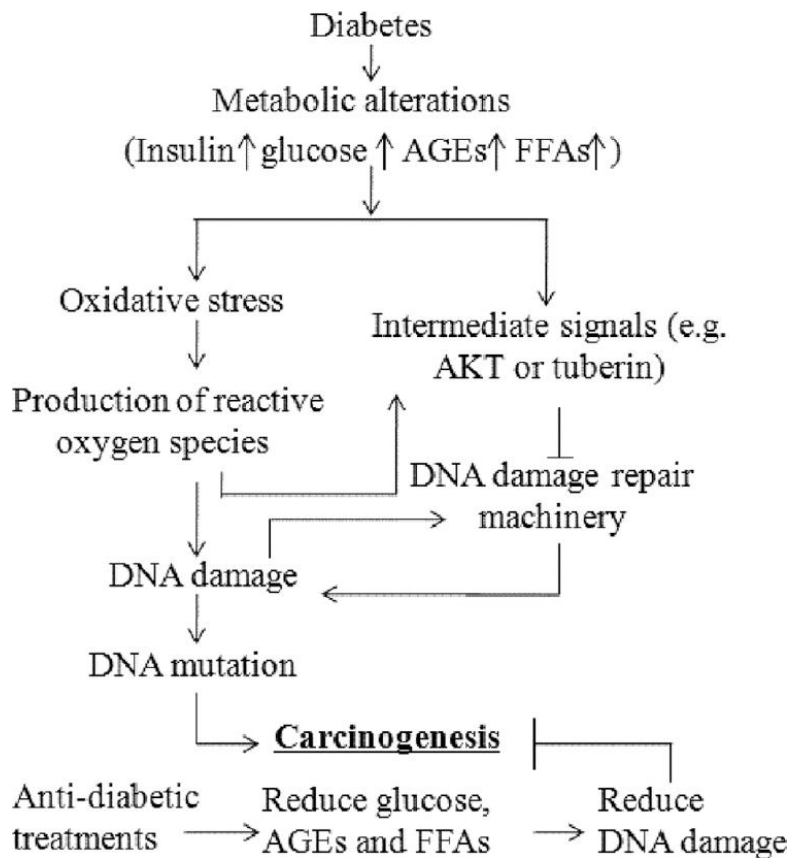 Diabetes
Metabolic alterations
(Insulin↑ glucose ↑ AGEs↑ FFAs↑)
Oxidative stress
Intermediate signals (e.g.
AKT or tuberin)
Production of reactive
oxygen species
DNA damage repair
machinery
DNA damage
DNA mutation
Carcinogenesis
Anti-diabetic
treatments
Reduce glucose,
AGEs and FFAs
Reduce
DNA damage